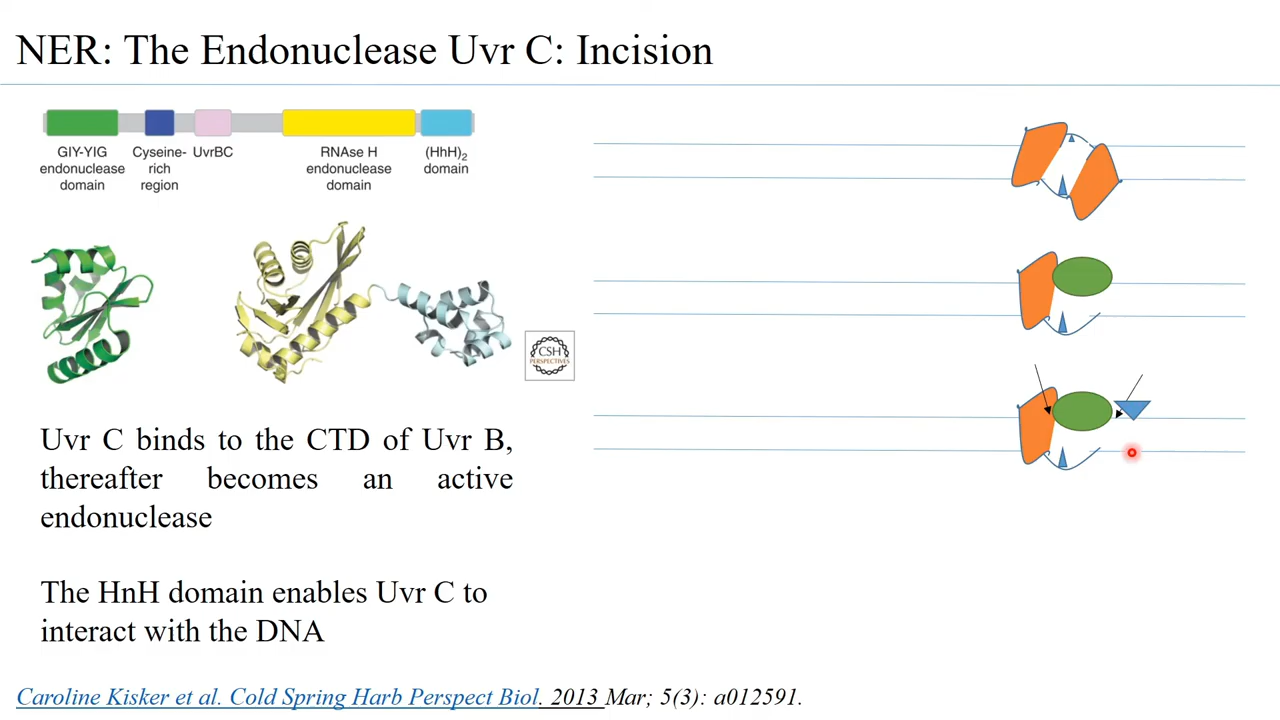 NER: The Endonuclease Uvr C: Incision
GIY-YIG
endonuclease
domain
Cyseine-
rich
region
UvrBC
RNAse H
endonuclease
domain
(HhH)2
domain
CSH
PERSPECTIVES
Uvr C binds to the CTD of Uvr B,
thereafter becomes an active
endonuclease
The HnH domain enables Uvr C to
interact with the DNA
Caroline Kisker et al. Cold Spring Harb Perspect Biol. 2013 Mar; 5(3): a012591.